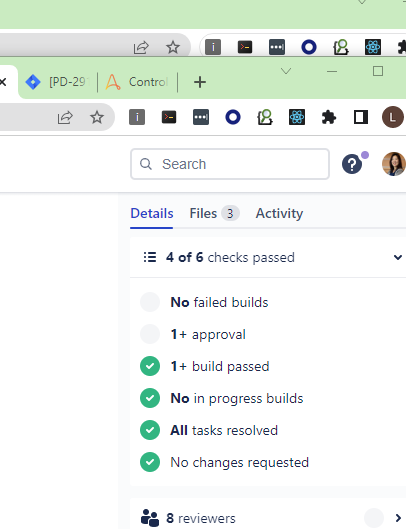 [PD-29
Control
L
Search
?
Details Files 3 Activity
4 of 6 checks passed
No failed builds
1+ approval
1+ build passed
No in progress builds
All tasks resolved
No changes requested
8 reviewers